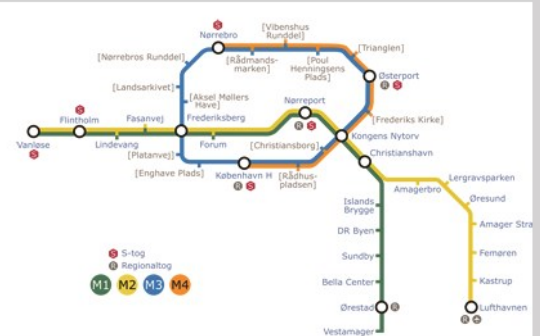 Nørrebro
[Vibenshus
Runddel]
[Nørrebros Runddel]
[Rådmands-
marken]
[Poul
Henningsens
Plads]
[Trianglen]
[Landsarkivet]
Østerport
R S
[Aksel Møllers
Have]
Nørreport
R S
[Frederiks Kirke]
S
Flintholm
Fasanvej
Frederiksberg
Kongens Nytorv
Vanløse
S
Lindevang
Forum
[Christiansborg]
Christianshavn
[Platanvej]
[Enghave Plads]
København H
R S
[Rådhus-
pladsen]
Lergravsparken
Amagerbro
Øresund
Islands
Brygge
Amager Stra
DR Byen
Sundby
Femøren
Bella Center
Kastrup
Ørestad
R
Lufthavnen
R
Vestamager
S S-tog
R Regionaltog
M1 M2 M3 M4